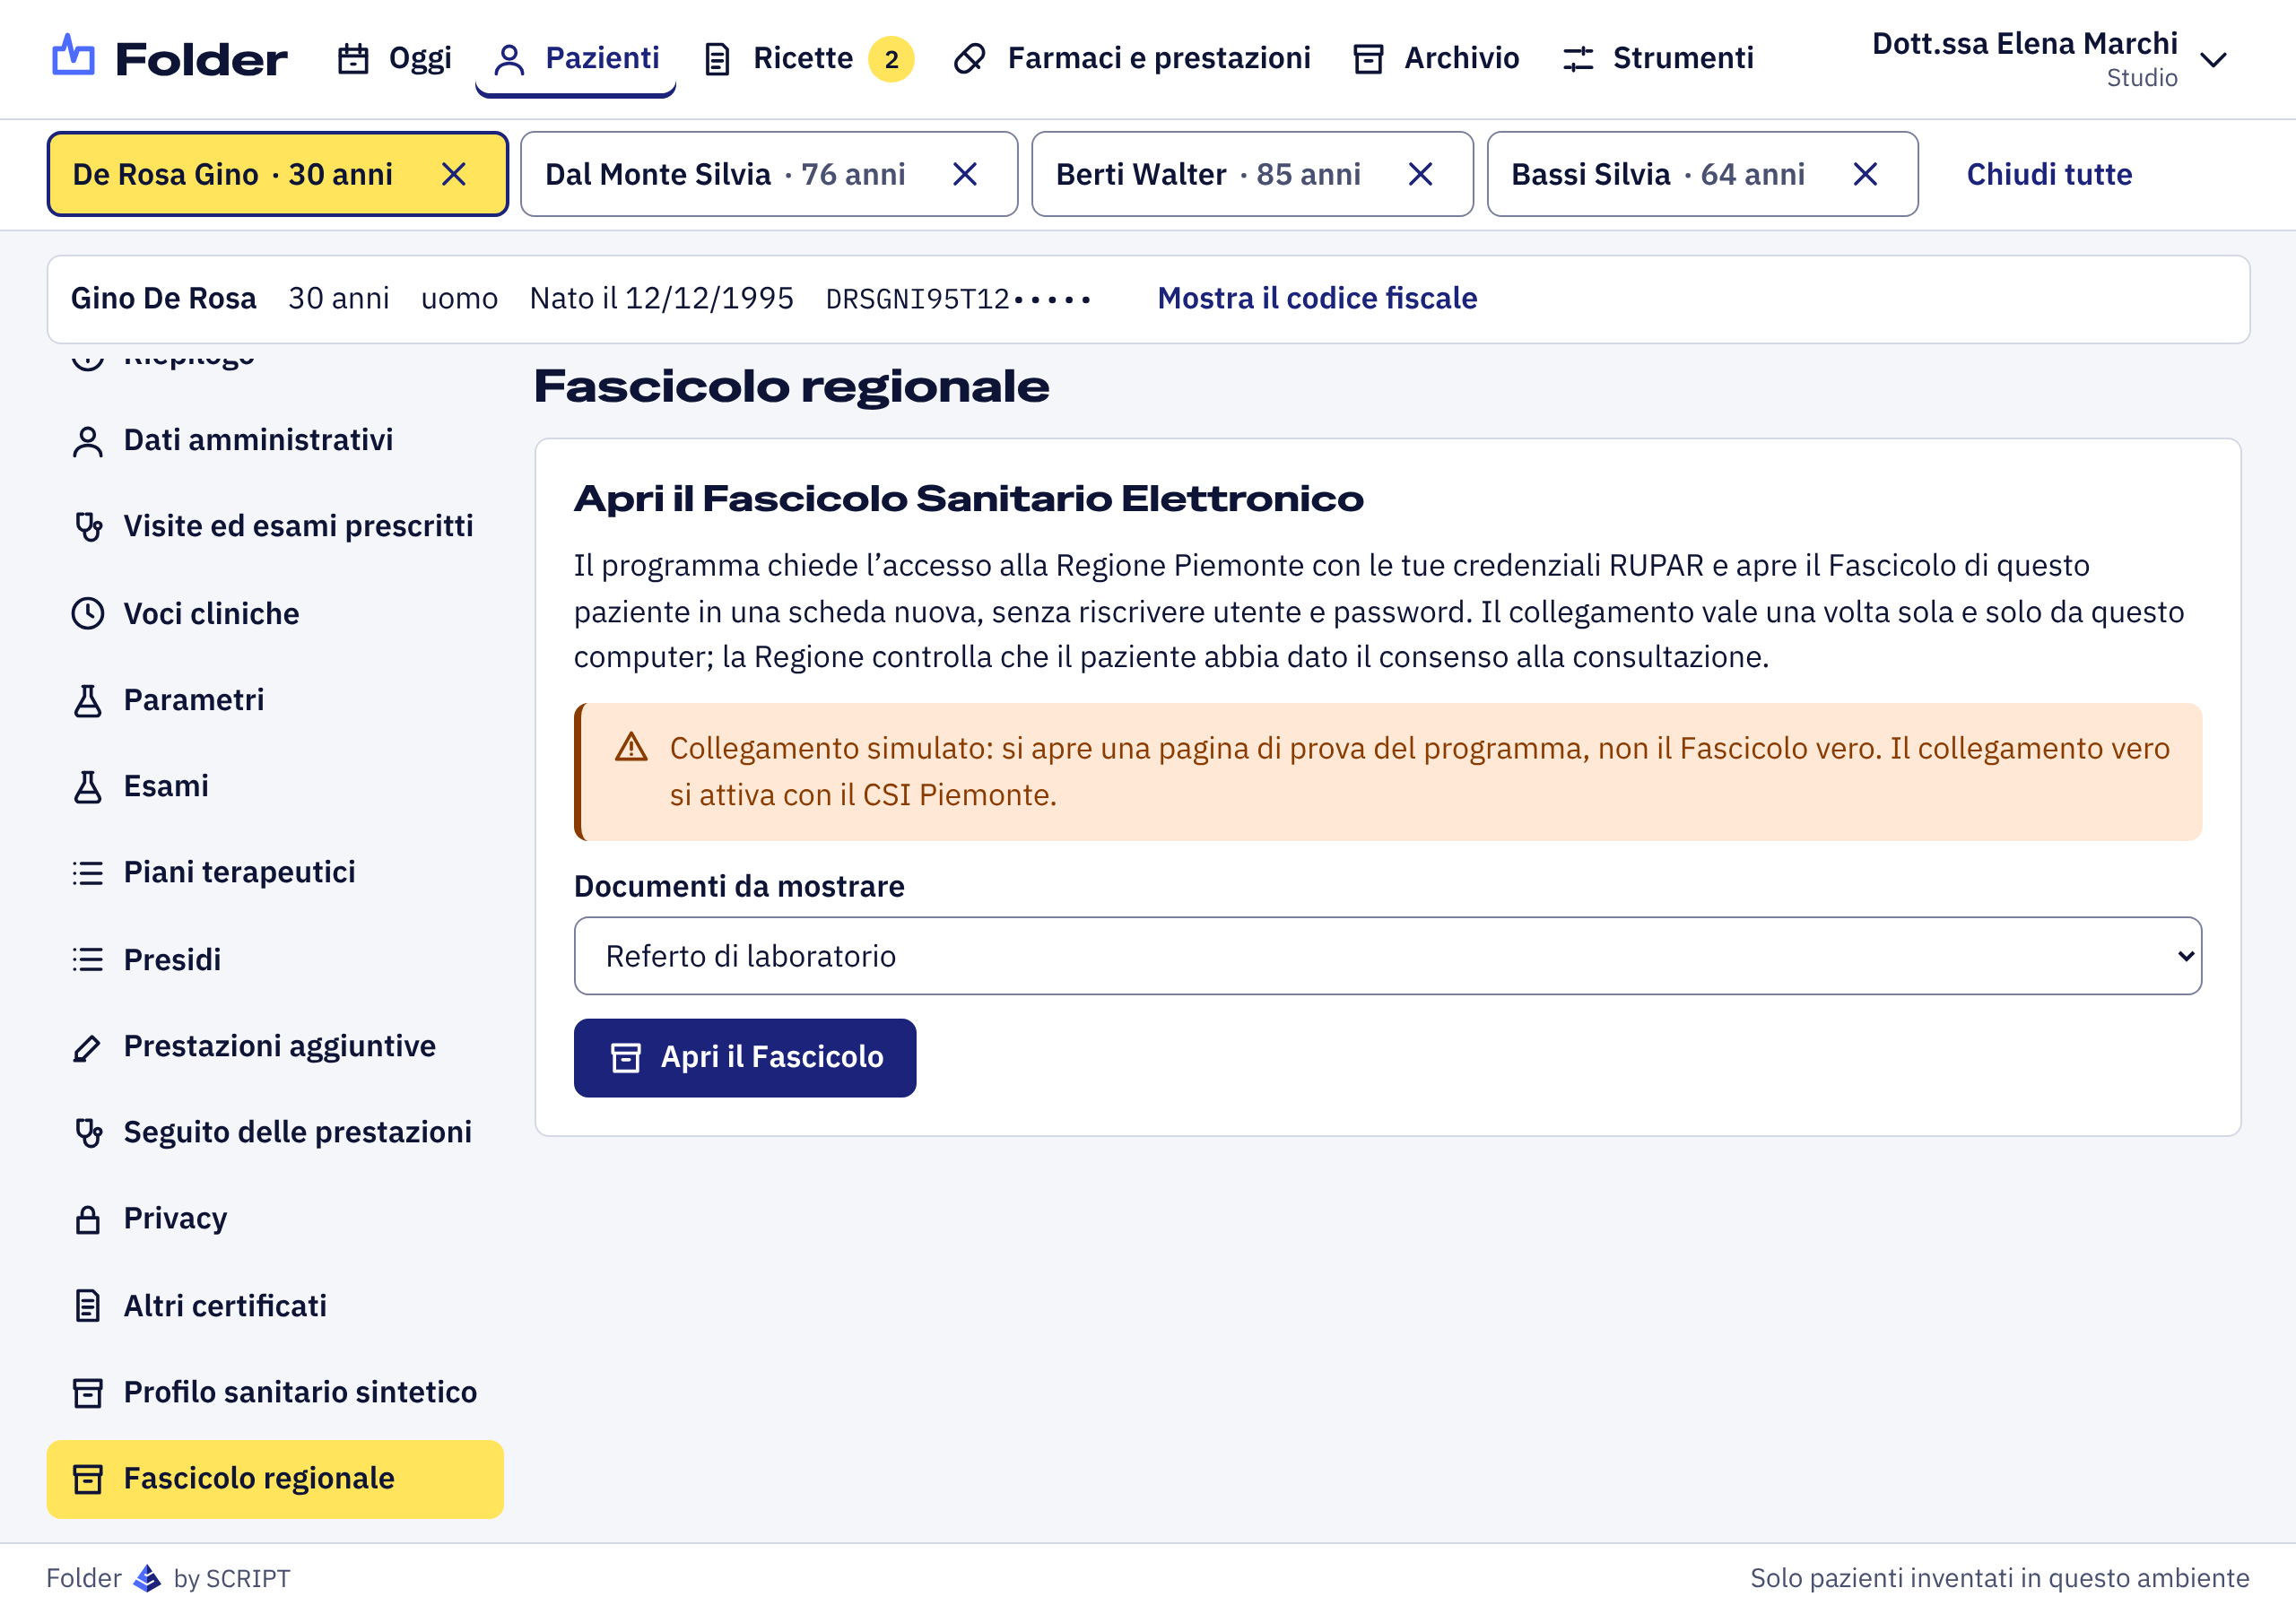 Folder
Oggi
Pazienti
Ricette 2
Farmaci e prestazioni
Archivio
Strumenti
Dott.ssa Elena Marchi
Studio
De Rosa Gino · 30 anni
Dal Monte Silvia · 76 anni
Berti Walter · 85 anni
Bassi Silvia · 64 anni
Chiudi tutte
Gino De Rosa 30 anni uomo Nato il 12/12/1995 DRSGNI95T12••••• Mostra il codice fiscale
Riepilogo
Dati amministrativi
Visite ed esami prescritti
Voci cliniche
Parametri
Esami
Piani terapeutici
Presidi
Prestazioni aggiuntive
Seguito delle prestazioni
Privacy
Altri certificati
Profilo sanitario sintetico
Fascicolo regionale
Fascicolo regionale
Apri il Fascicolo Sanitario Elettronico
Il programma chiede l’accesso alla Regione Piemonte con le tue credenziali RUPAR e apre il Fascicolo di questo
paziente in una scheda nuova, senza riscrivere utente e password. Il collegamento vale una volta sola e solo da questo
computer; la Regione controlla che il paziente abbia dato il consenso alla consultazione.
Collegamento simulato: si apre una pagina di prova del programma, non il Fascicolo vero. Il collegamento vero
si attiva con il CSI Piemonte.
Documenti da mostrare
Referto di laboratorio
Apri il Fascicolo
Folder by SCRIPT
Solo pazienti inventati in questo ambiente